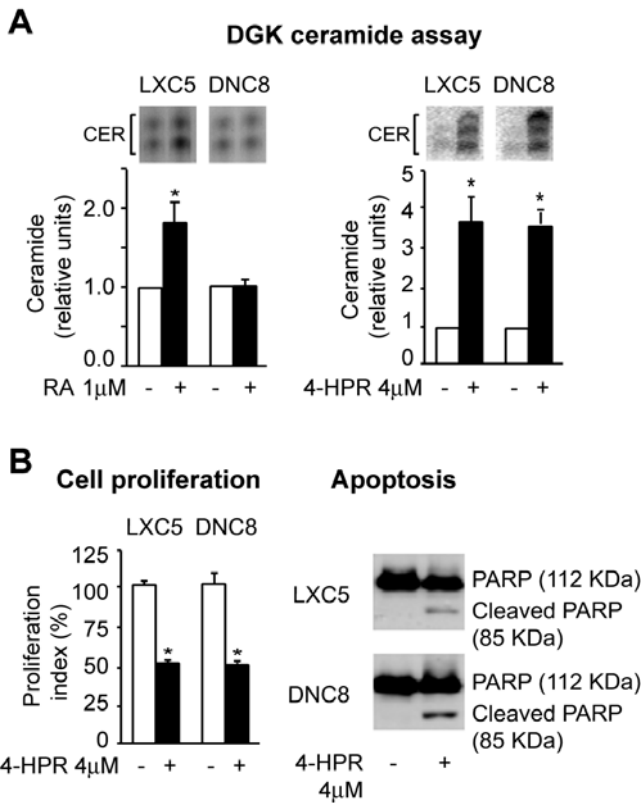 A
DGK ceramide assay
LXC5 DNC8
CER
Ceramide
(relative units)
2.0
1.0
0.0
*
RA 1μM - + - +
LXC5 DNC8
CER
Ceramide
(relative units)
5
4
3
2
1
0
* *
4-HPR 4μM - + - +
B
Cell proliferation
LXC5 DNC8
Proliferation
index (%)
125
100
75
50
25
0
* *
4-HPR 4μM - + - +
Apoptosis
LXC5
PARP (112 KDa)
Cleaved PARP
(85 KDa)
DNC8
PARP (112 KDa)
Cleaved PARP
(85 KDa)
4-HPR - +
4μM